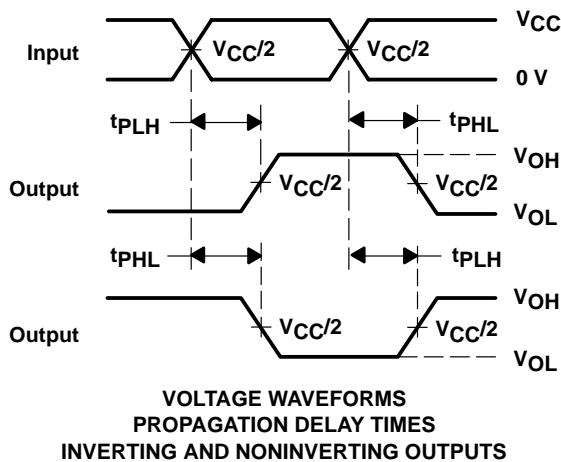 VCC
Input
VCC/2
VCC/2
0 V
tPLH
tPHL
VOH
Output
VCC/2
VCC/2
VOL
tPHL
tPLH
VOH
Output
VCC/2
VCC/2
VOL
VOLTAGE WAVEFORMS
PROPAGATION DELAY TIMES
INVERTING AND NONINVERTING OUTPUTS